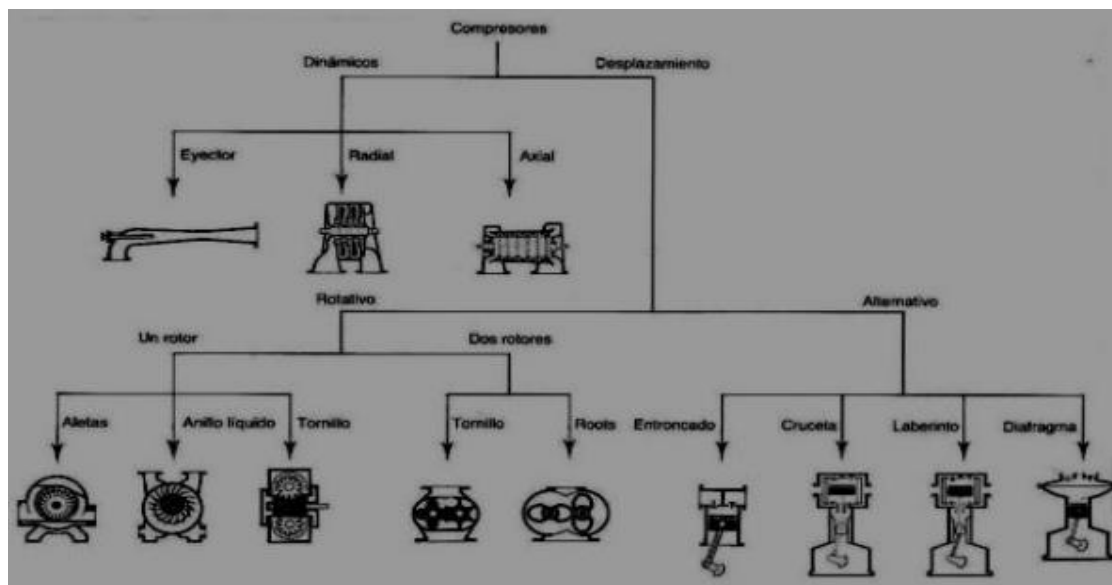 Compresores
Dinámicos
Desplazamiento
Eyector
Radial
Axial
Rotativo
Alternativo
Un rotor
Dos rotores
Aletas
Anillo líquido
Tornillo
Tornillo
Roots
Entroncado
Cruceta
Laberinto
Diafragma